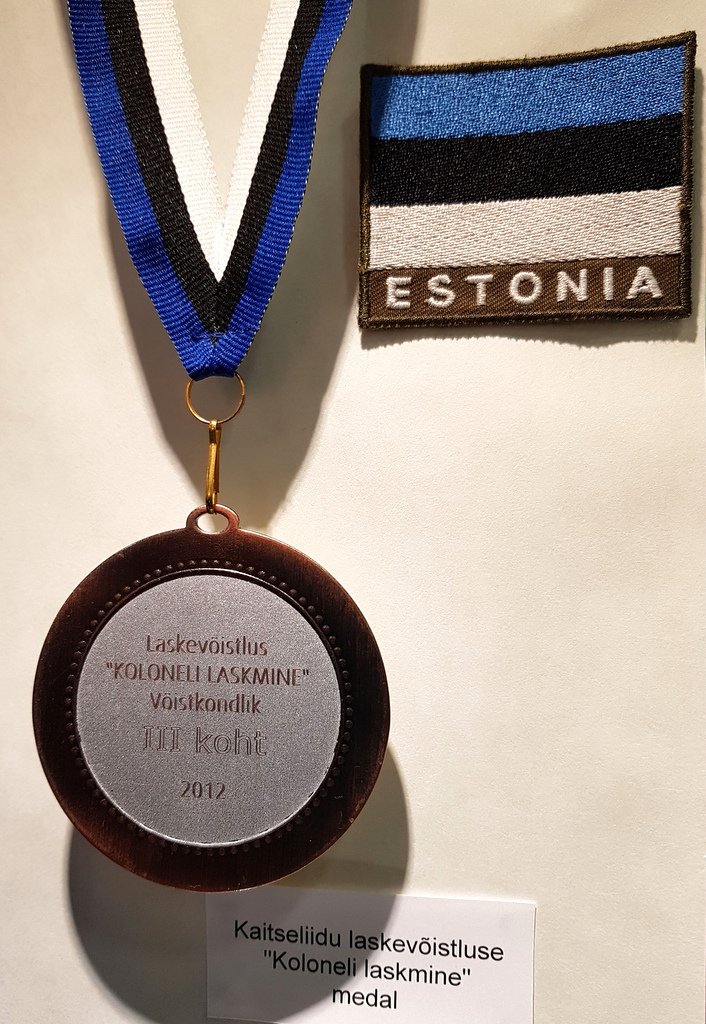 ESTONIA
Laskevõistlus
"KOLONELI LASKMINE"
Võistkondlik
III koht
2012
Kaitseliidu laskevõistluse
"Koloneli laskmine"
medal